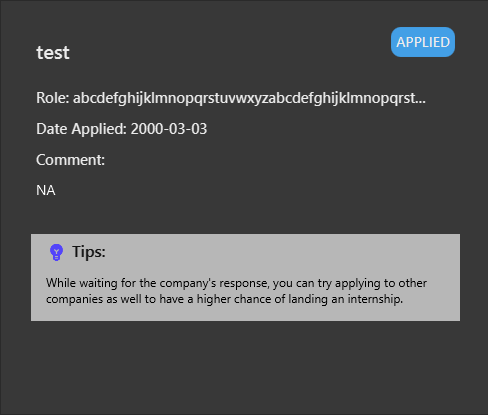 test
APPLIED
Role: abcdefghijklmnopqrstuvwxyzabcdefghijklmnopqrst...
Date Applied: 2000-03-03
Comment:
NA
Tips:
While waiting for the company's response, you can try applying to other
companies as well to have a higher chance of landing an internship.